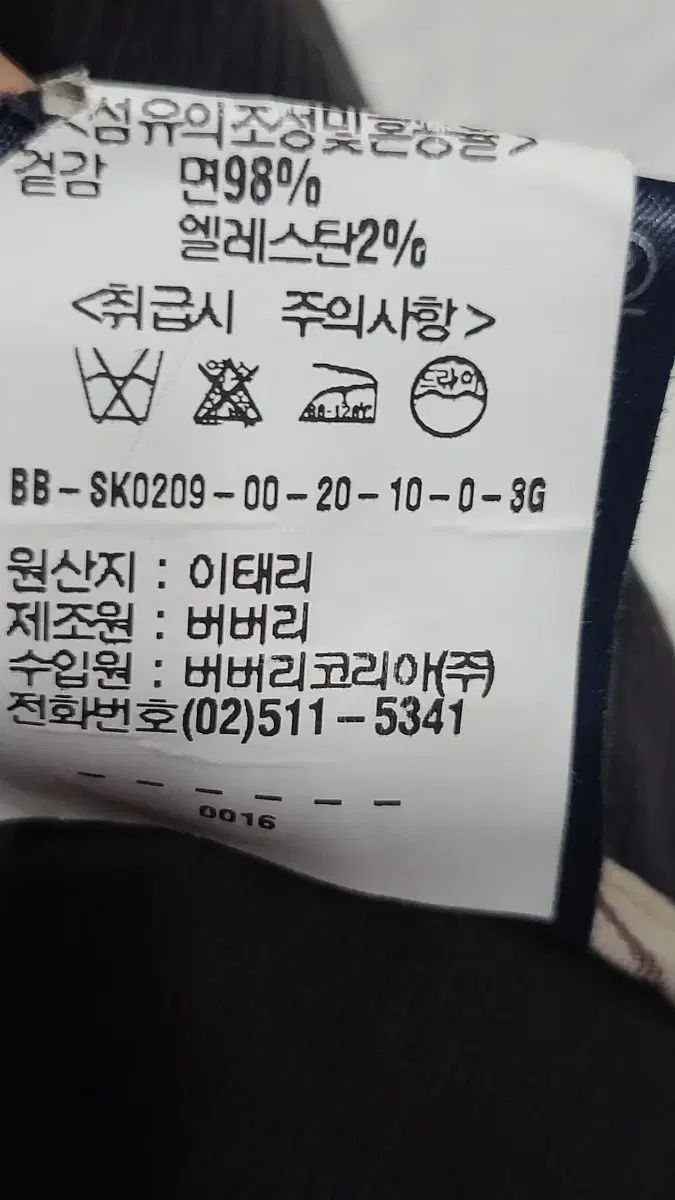 <섬유의조성및혼용율>
겉감 면98%
엘레스탄2%
<취급시 주의사항>
드라이
BB-SK0209-00-20-10-0-3G
원산지 : 이태리
제조원 : 버버리
수입원 : 버버리코리아(주)
전화번호(02)511-5341
0016